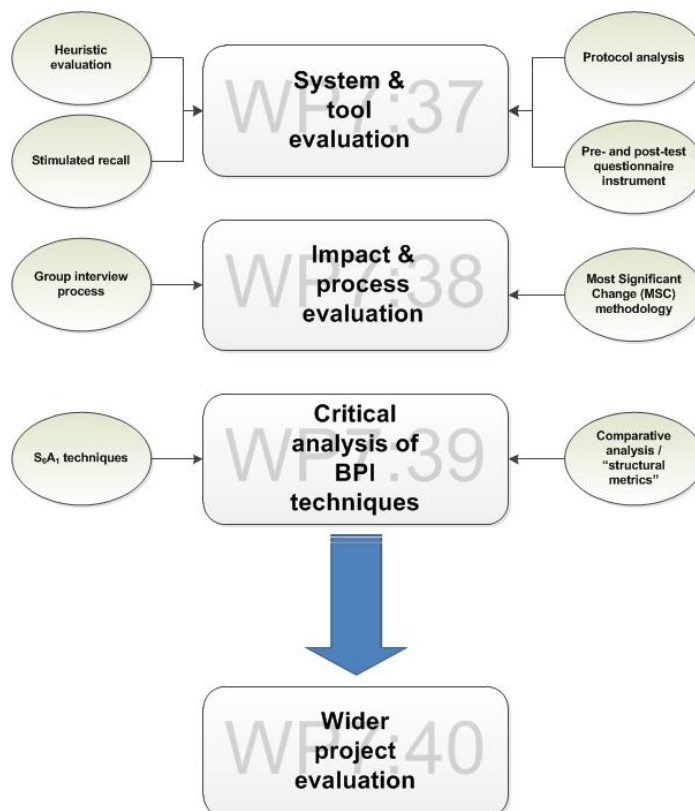 Heuristic
evaluation
Stimulated recall
WP7:37
System &
tool
evaluation
Protocol analysis
Pre- and post-test
questionnaire
instrument
Group interview
process
WP7:38
Impact &
process
evaluation
Most Significant
Change (MSC)
methodology
S₆A₁ techniques
WP7:39
Critical
analysis of
BPI
techniques
Comparative
analysis /
“structural
metrics”
WP7:40
Wider
project
evaluation